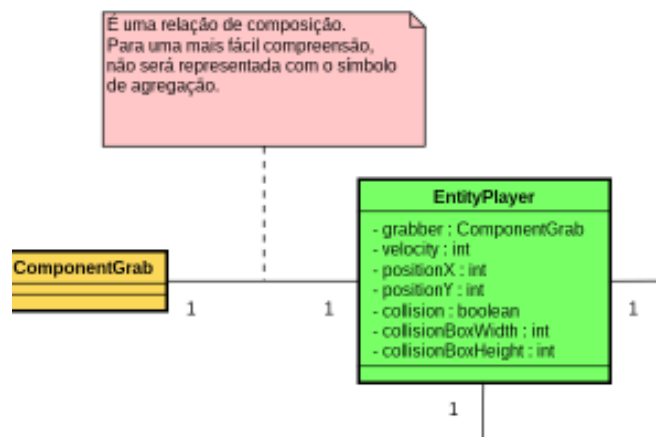 É uma relação de composição.
Para uma mais fácil compreensão,
não será representada com o símbolo
de agregação.
EntityPlayer
- grabber : ComponentGrab
- velocity : int
- positionX : int
- positionY : int
- collision : boolean
- collisionBoxWidth : int
- collisionBoxHeight : int
ComponentGrab
1
1
1
1